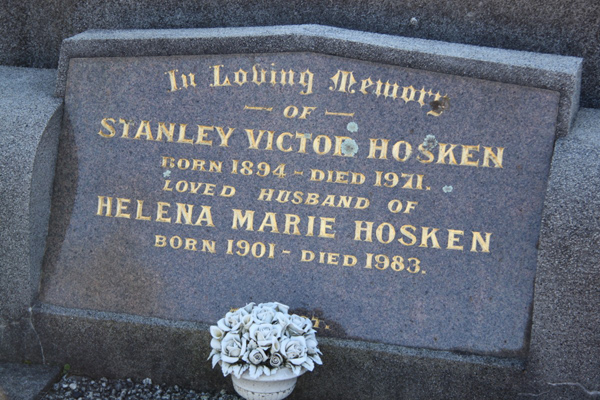 In Loving Memory
— OF —
STANLEY VICTOR HOSKEN
BORN 1894 – DIED 1971.
LOVED HUSBAND OF
HELENA MARIE HOSKEN
BORN 1901 – DIED 1983.